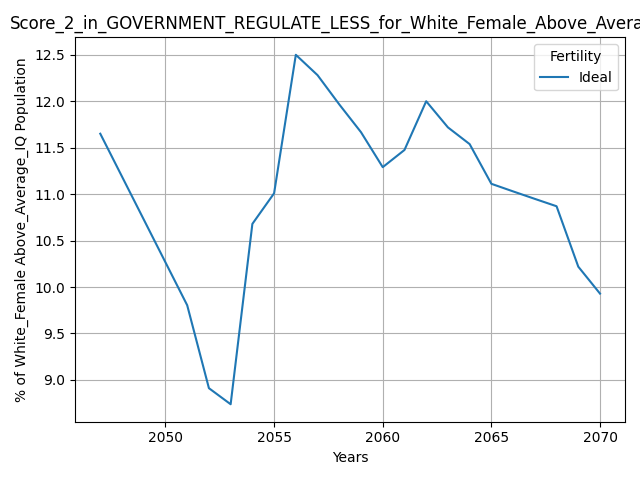 Score_2_in_GOVERNMENT_REGULATE_LESS_for_White_Female_Above_Avera
Fertility
Ideal
% of White_Female Above_Average_IQ Population
12.5
12.0
11.5
11.0
10.5
10.0
9.5
9.0
2050 2055 2060 2065 2070
Years